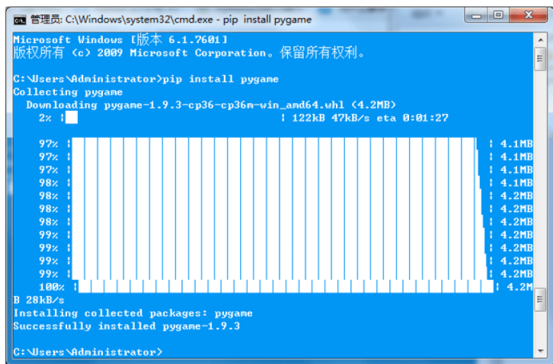 管理员: C:\Windows\system32\cmd.exe - pip  install pygame
Microsoft Windows [版本 6.1.7601]
版权所有 (c) 2009 Microsoft Corporation。保留所有权利。
C:\Users\Administrator>pip install pygame
Collecting pygame
Downloading pygame-1.9.3-cp36-cp36m-win_amd64.whl (4.2MB)
2% | | 122kB 47kB/s eta 0:01:27
97% | | 4.1MB
97% | | 4.1MB
97% | | 4.1MB
98% | | 4.1MB
98% | | 4.2MB
98% | | 4.2MB
98% | | 4.2MB
99% | | 4.2MB
99% | | 4.2MB
99% | | 4.2MB
99% | | 4.2MB
100% | | 4.2M
B 28kB/s
Installing collected packages: pygame
Successfully installed pygame-1.9.3
C:\Users\Administrator>